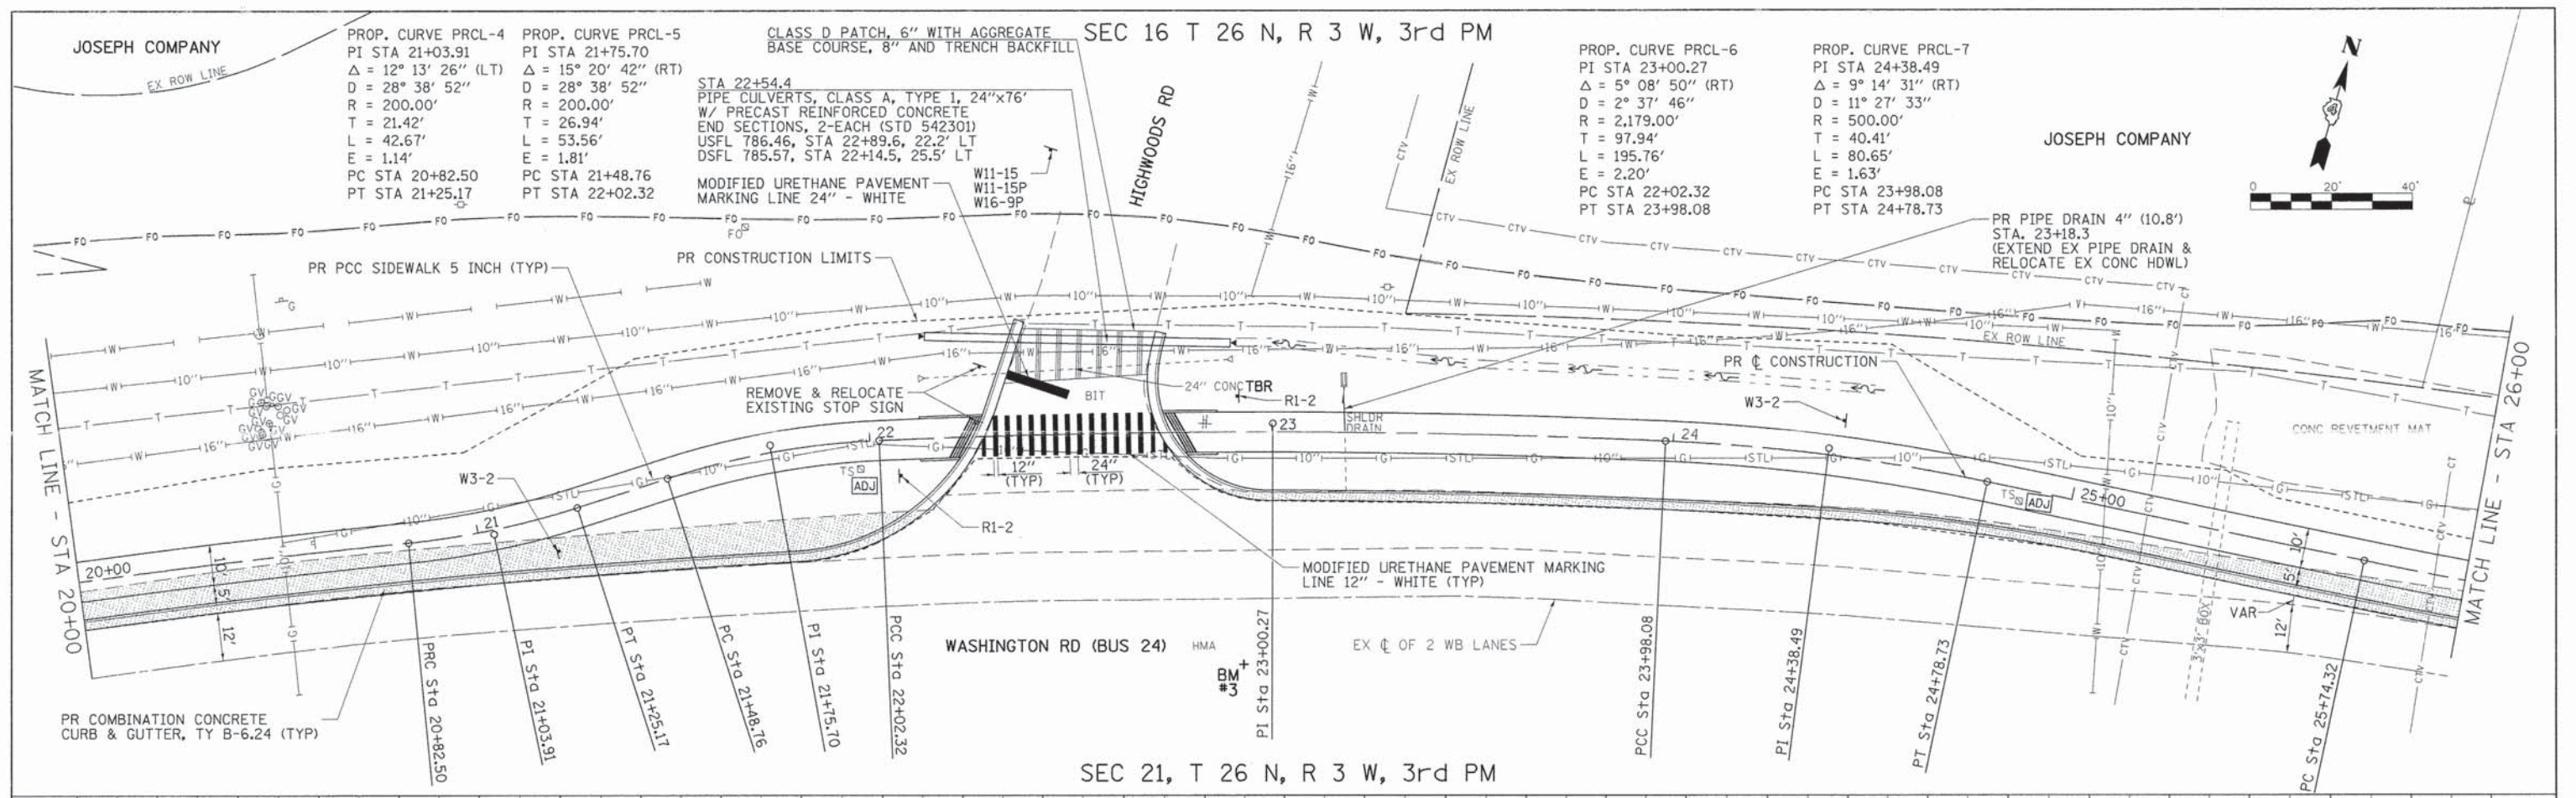 SEC 16 T 26 N, R 3 W, 3rd PM
JOSEPH COMPANY
EX ROW LINE
PROP. CURVE PRCL-4
PI STA 21+03.91
Δ = 12° 13' 26" (LT)
D = 28° 38' 52"
R = 200.00'
T = 21.42'
L = 42.67'
E = 1.14'
PC STA 20+82.50
PT STA 21+25.17
PROP. CURVE PRCL-5
PI STA 21+75.70
Δ = 15° 20' 42" (RT)
D = 28° 38' 52"
R = 200.00'
T = 26.94'
L = 53.56'
E = 1.81'
PC STA 21+48.76
PT STA 22+02.32
CLASS D PATCH, 6" WITH AGGREGATE
BASE COURSE, 8" AND TRENCH BACKFILL
STA 22+54.4
PIPE CULVERTS, CLASS A, TYPE 1, 24"x76'
W/ PRECAST REINFORCED CONCRETE
END SECTIONS, 2-EACH (STD 542301)
USFL 786.46, STA 22+89.6, 22.2' LT
DSFL 785.57, STA 22+14.5, 25.5' LT
MODIFIED URETHANE PAVEMENT
MARKING LINE 24" - WHITE
W11-15
W11-15P
W16-9P
HIGHWOODS RD
EX ROW LINE
PROP. CURVE PRCL-6
PI STA 23+00.27
Δ = 5° 08' 50" (RT)
D = 2° 37' 46"
R = 2,179.00'
T = 97.94'
L = 195.76'
E = 2.20'
PC STA 22+02.32
PT STA 23+98.08
PROP. CURVE PRCL-7
PI STA 24+38.49
Δ = 9° 14' 31" (RT)
D = 11° 27' 33"
R = 500.00'
T = 40.41'
L = 80.65'
E = 1.63'
PC STA 23+98.08
PT STA 24+78.73
JOSEPH COMPANY
N
0 20' 40'
PR PIPE DRAIN 4" (10.8')
STA. 23+18.3
(EXTEND EX PIPE DRAIN &
RELOCATE EX CONC HDWL)
PR PCC SIDEWALK 5 INCH (TYP)
PR CONSTRUCTION LIMITS
EX ROW LINE
PR ℄ CONSTRUCTION
REMOVE & RELOCATE
EXISTING STOP SIGN
24" CONC TBR
BIT
R1-2
W3-2
SHLDR
DRAIN
CONC REVETMENT MAT
MATCH LINE - STA 20+00
MATCH LINE - STA 26+00
20+00
21
22
23
24
25+00
W3-2
TS
ADJ
R1-2
12"
(TYP)
24"
(TYP)
TS
ADJ
10'
5'
12'
10'
5'
12'
VAR
3'x3' BOX
MODIFIED URETHANE PAVEMENT MARKING
LINE 12" - WHITE (TYP)
WASHINGTON RD (BUS 24)
HMA
BM
#3
EX ℄ OF 2 WB LANES
PR COMBINATION CONCRETE
CURB & GUTTER, TY B-6.24 (TYP)
PRC Sta 20+82.50
PI Sta 21+03.91
PT Sta 21+25.17
PC Sta 21+48.76
PI Sta 21+75.70
PCC Sta 22+02.32
PI Sta 23+00.27
PCC Sta 23+98.08
PI Sta 24+38.49
PT Sta 24+78.73
PC Sta 25+74.32
SEC 21, T 26 N, R 3 W, 3rd PM